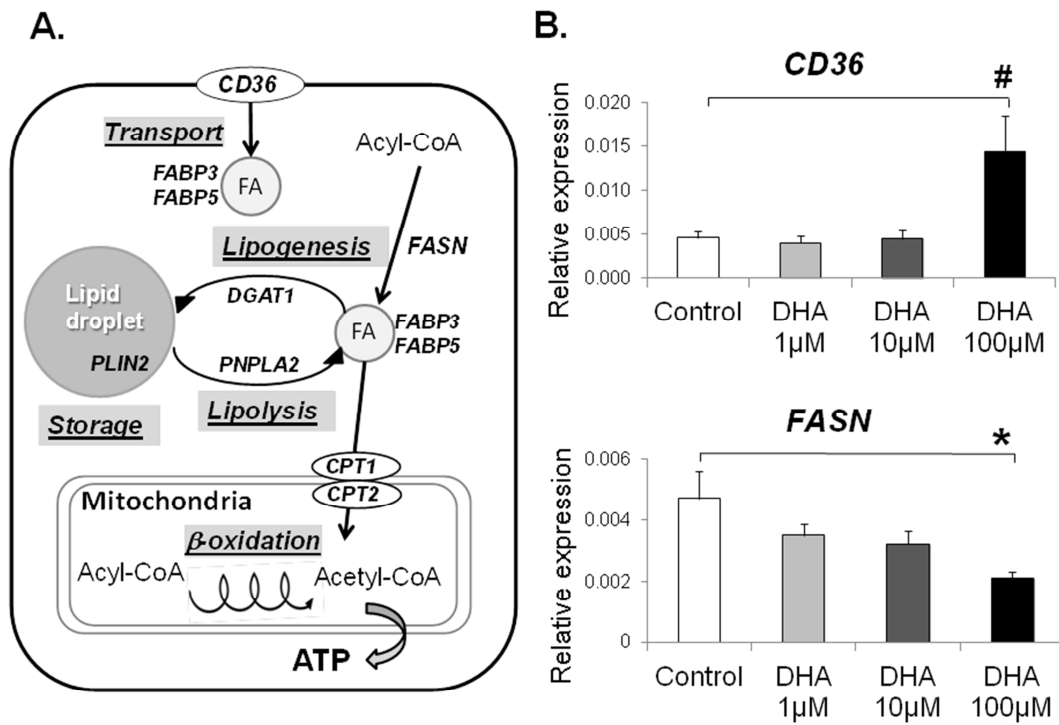 A.
CD36
Transport
FABP3
FABP5
FA
Acyl-CoA
Lipogenesis
FASN
DGAT1
Lipid
droplet
PLIN2
FA
FABP3
FABP5
PNPLA2
Storage
Lipolysis
CPT1
CPT2
Mitochondria
β-oxidation
Acyl-CoA
Acetyl-CoA
ATP
B.
CD36
#
Relative expression
0.020
0.015
0.010
0.005
0.000
Control
DHA
1μM
DHA
10μM
DHA
100μM
FASN
*
Relative expression
0.006
0.004
0.002
0
Control
DHA
1μM
DHA
10μM
DHA
100μM